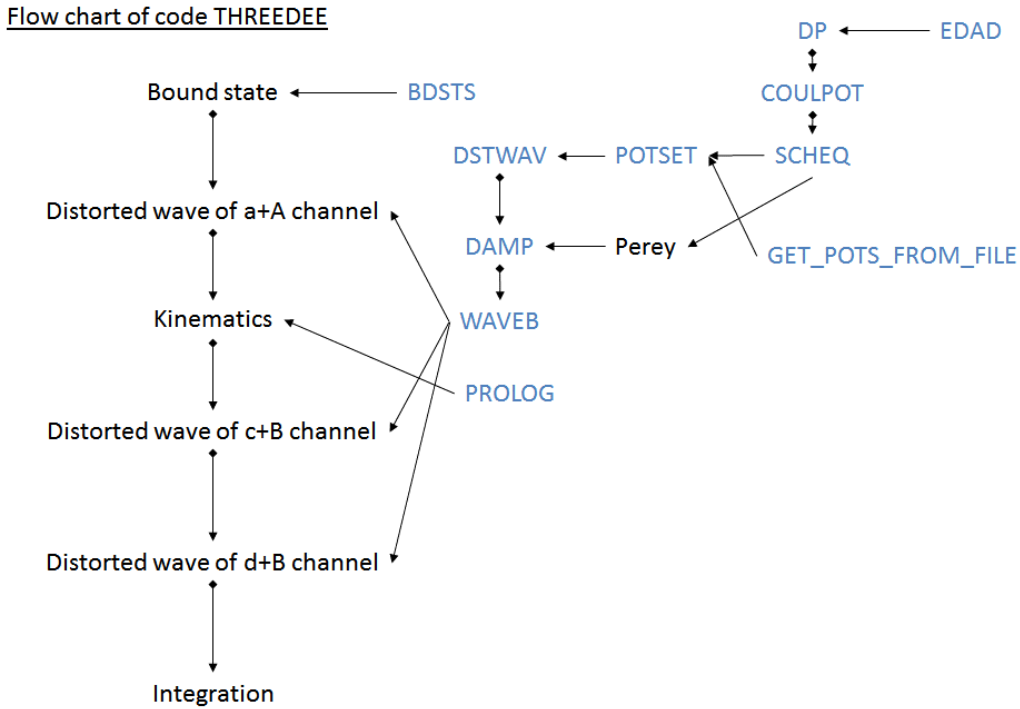 Flow chart of code THREEDEE
DP
EDAD
Bound state
BDSTS
COULPOT
DSTWAV
POTSET
SCHEQ
Distorted wave of a+A channel
DAMP
Perey
GET_POTS_FROM_FILE
Kinematics
WAVEB
PROLOG
Distorted wave of c+B channel
Distorted wave of d+B channel
Integration